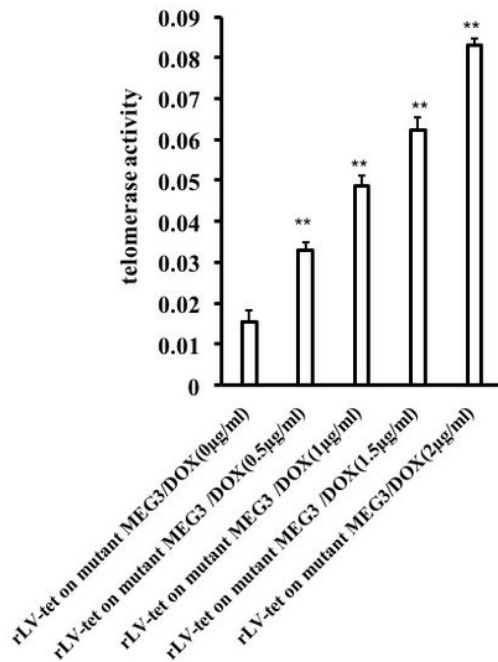 telomerase activity
0.09
0.08
0.07
0.06
0.05
0.04
0.03
0.02
0.01
0
**
**
**
**
rLV-tet on mutant MEG3/DOX(0μg/ml)
rLV-tet on mutant MEG3 /DOX(0.5μg/ml)
rLV-tet on mutant MEG3 /DOX(1μg/ml)
rLV-tet on mutant MEG3 /DOX(1.5μg/ml)
rLV-tet on mutant MEG3/DOX(2μg/ml)